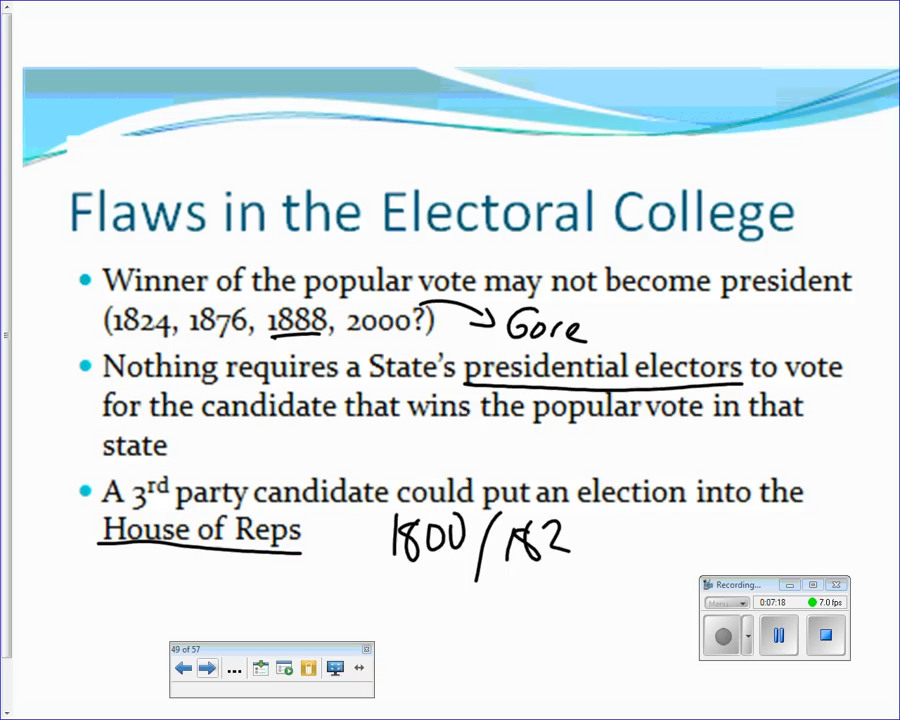 Flaws in the Electoral College
• Winner of the popular vote may not become president
(1824, 1876, 1888, 2000?) → Gore
• Nothing requires a State's presidential electors to vote
for the candidate that wins the popular vote in that
state
• A 3rd party candidate could put an election into the
House of Reps 1800/182
Recording...
Menu
0:07:18 7.0 fps
49 of 57
...